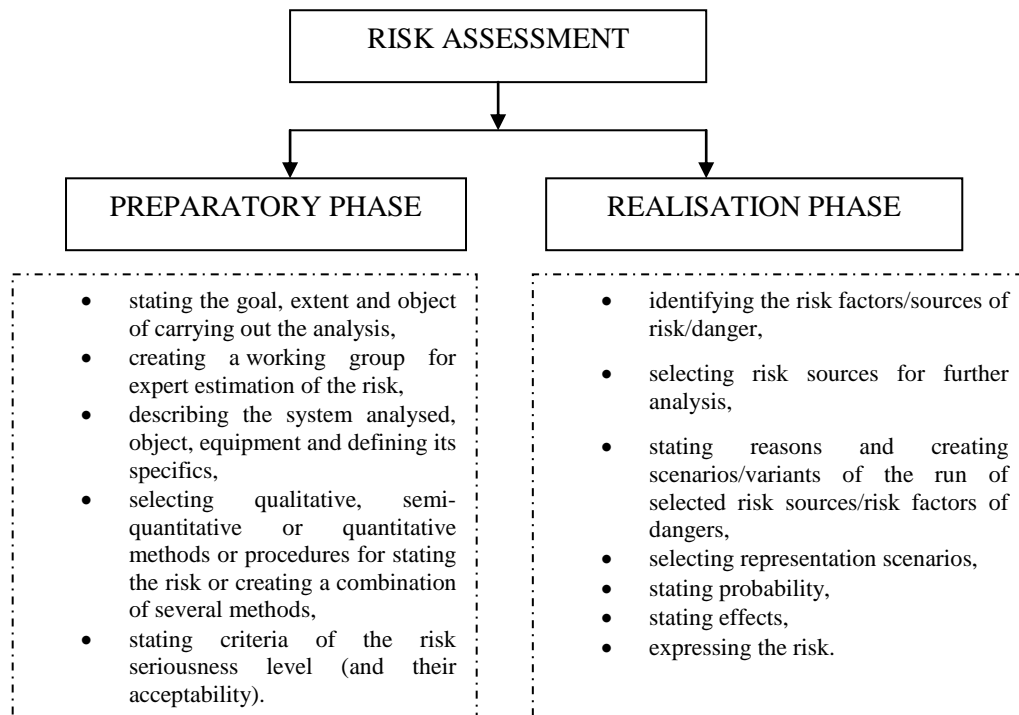 RISK ASSESSMENT
PREPARATORY PHASE
REALISATION PHASE
• stating the goal, extent and object
of carrying out the analysis,
• creating a working group for
expert estimation of the risk,
• describing the system analysed,
object, equipment and defining its
specifics,
• selecting qualitative, semi-
quantitative or quantitative
methods or procedures for stating
the risk or creating a combination
of several methods,
• stating criteria of the risk
seriousness level (and their
acceptability).
• identifying the risk factors/sources of
risk/danger,
• selecting risk sources for further
analysis,
• stating reasons and creating
scenarios/variants of the run of
selected risk sources/risk factors of
dangers,
• selecting representation scenarios,
• stating probability,
• stating effects,
• expressing the risk.